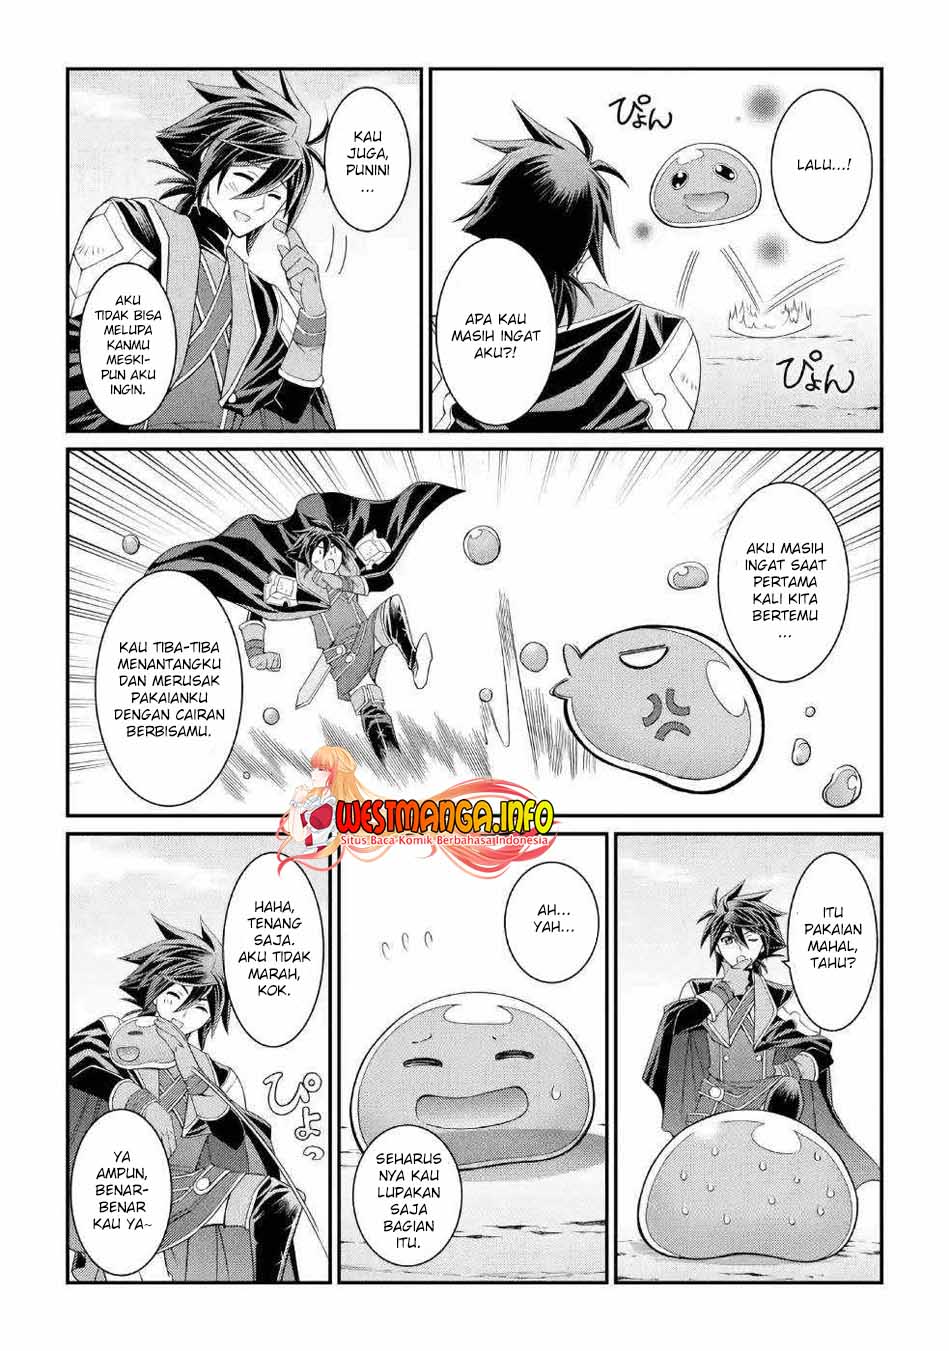 LALU...!
ぴょん
APA KAU
MASIH INGAT
AKU?!
ぴょん
KAU
JUGA,
PUNINI
...
AKU
TIDAK BISA
MELUPA
KANMU
MESKI-
PUN AKU
INGIN.
AKU MASIH
INGAT SAAT
PERTAMA
KALI KITA
BERTEMU
...
KAU TIBA-TIBA
MENANTANGKU
DAN MERUSAK
PAKAIANKU
DENGAN CAIRAN
BERBISAMU.
WESTMANGA.INFO
Situs Baca Komik Berbahasa Indonesia
ITU
PAKAIAN
MAHAL,
TAHU?
AH...
YAH...
SEHARUS
NYA KAU
LUPAKAN
SAJA
BAGIAN
ITU.
HAHA,
TENANG
SAJA.
AKU TIDAK
MARAH,
KOK.
ぴょっ
YA
AMPUN,
BENAR-
BENAR
KAU YA~